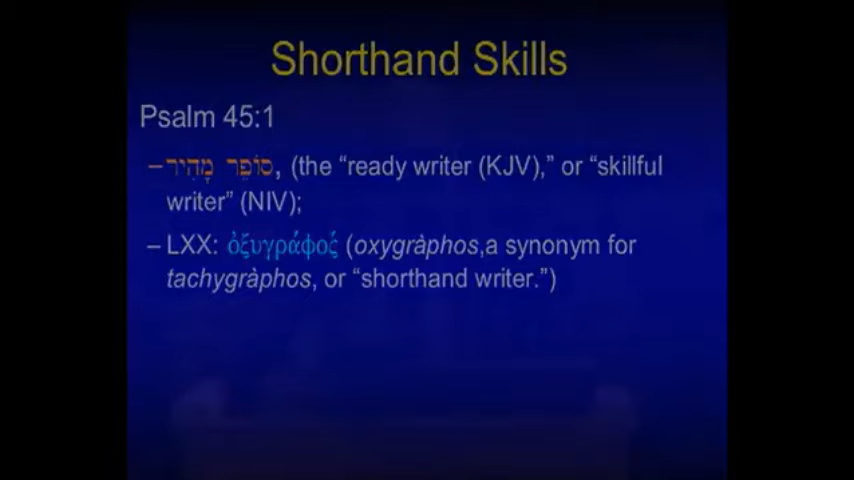 Shorthand Skills
Psalm 45:1
–סוֹפֵר מָהִיר, (the “ready writer (KJV),” or “skillful
writer” (NIV);
– LXX: ὀξυγράφος́ (oxygràphos,a synonym for
tachygràphos, or “shorthand writer.”)